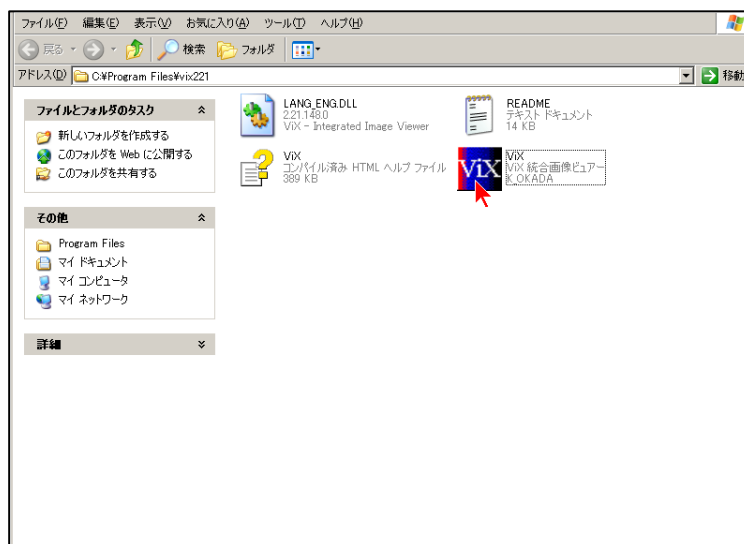 ファイル(F) 編集(E) 表示(V) お気に入り(A) ツール(T) ヘルプ(H)
戻る 検索 フォルダ
アドレス(D) C:¥Program Files¥vix221 移動
ファイルとフォルダのタスク
新しいフォルダを作成する
このフォルダを Web に公開する
このフォルダを共有する
その他
Program Files
マイ ドキュメント
マイ コンピュータ
マイ ネットワーク
詳細
LANG_ENG.DLL
2.21.148.0
ViX - Integrated Image Viewer
README
テキスト ドキュメント
14 KB
ViX
コンパイル済み HTML ヘルプ ファイル
389 KB
ViX
ViX
ViX 統合画像ビュアー
K_OKADA